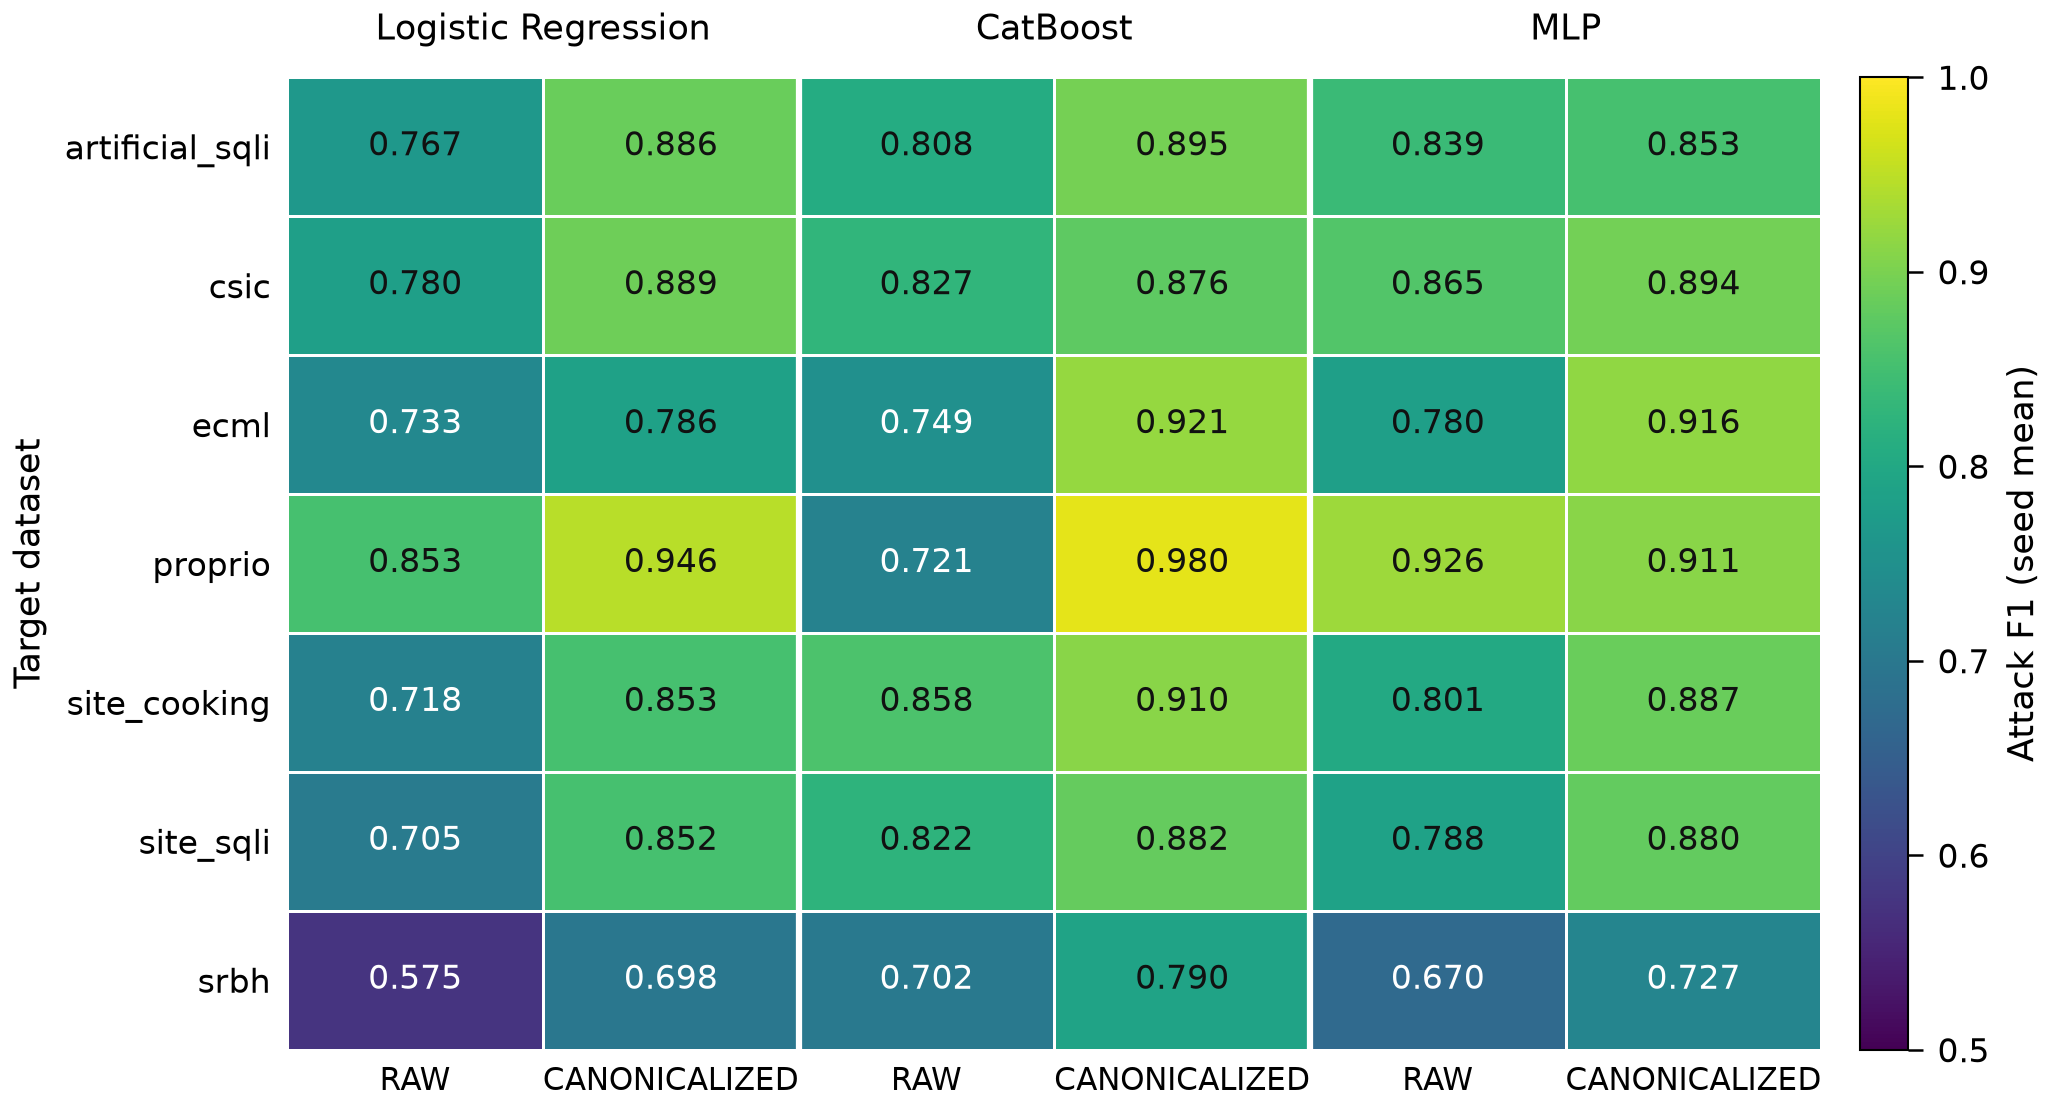 Logistic Regression CatBoost MLP
artificial_sqli 0.767 0.886 0.808 0.895 0.839 0.853
csic 0.780 0.889 0.827 0.876 0.865 0.894
ecml 0.733 0.786 0.749 0.921 0.780 0.916
proprio 0.853 0.946 0.721 0.980 0.926 0.911
site_cooking 0.718 0.853 0.858 0.910 0.801 0.887
site_sqli 0.705 0.852 0.822 0.882 0.788 0.880
srbh 0.575 0.698 0.702 0.790 0.670 0.727
RAW CANONICALIZED RAW CANONICALIZED RAW CANONICALIZED
Target dataset
1.0
0.9
0.8
0.7
0.6
0.5
Attack F1 (seed mean)